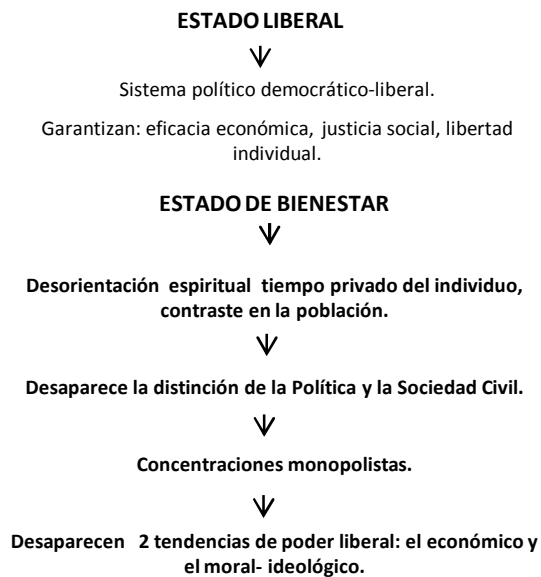 ESTADO LIBERAL
Sistema político democrático-liberal.
Garantizan: eficacia económica, justicia social, libertad
individual.
ESTADO DE BIENESTAR
Desorientación espiritual tiempo privado del individuo,
contraste en la población.
Desaparece la distinción de la Política y la Sociedad Civil.
Concentraciones monopolistas.
Desaparecen 2 tendencias de poder liberal: el económico y
el moral- ideológico.